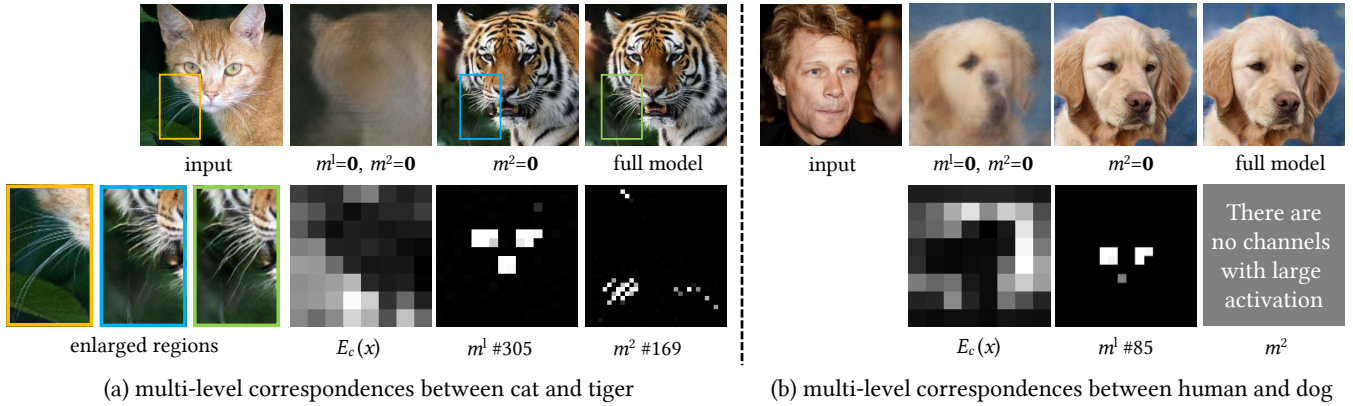 input
m¹=0, m²=0
m²=0
full model
input
m¹=0, m²=0
m²=0
full model
There are
no channels
with large
activation
enlarged regions
E_c(x)
m¹ #305
m² #169
E_c(x)
m¹ #85
m²
(a) multi-level correspondences between cat and tiger
(b) multi-level correspondences between human and dog